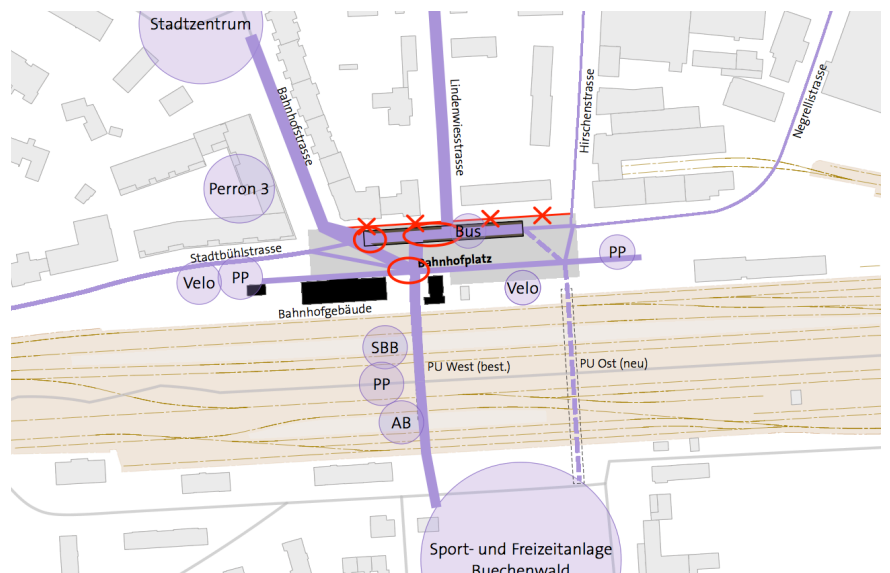 Stadtzentrum
Bahnhofstrasse
Lindenwiesstrasse
Hirschenstrasse
Negrellistrasse
Perron 3
Bus
Stadtbühlstrasse
Bahnhofplatz
PP
Velo
PP
Velo
Bahnhofgebäude
SBB
PU West (best.)
PU Ost (neu)
PP
AB
Sport- und Freizeitanlage
Buechenwald